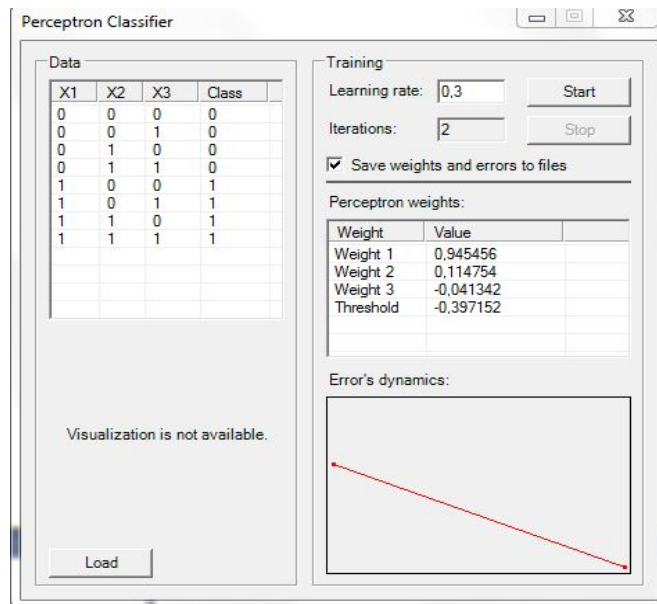 Perceptron Classifier
Data
X1 X2 X3 Class
0 0 0 0
0 0 1 0
0 1 0 0
0 1 1 0
1 0 0 1
1 0 1 1
1 1 0 1
1 1 1 1
Visualization is not available.
Load
Training
Learning rate: 0,3 Start
Iterations: 2 Stop
Save weights and errors to files
Perceptron weights:
Weight Value
Weight 1 0,945456
Weight 2 0,114754
Weight 3 -0,041342
Threshold -0,397152
Error's dynamics: